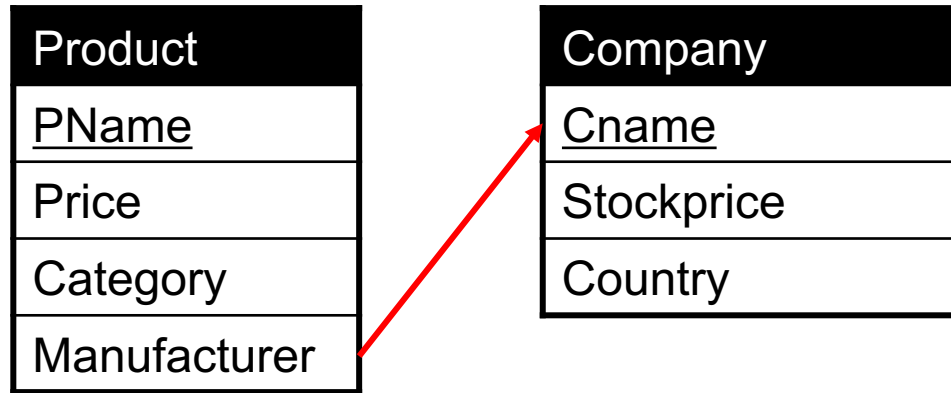 Product
PName
Price
Category
Manufacturer
Company
Cname
Stockprice
Country